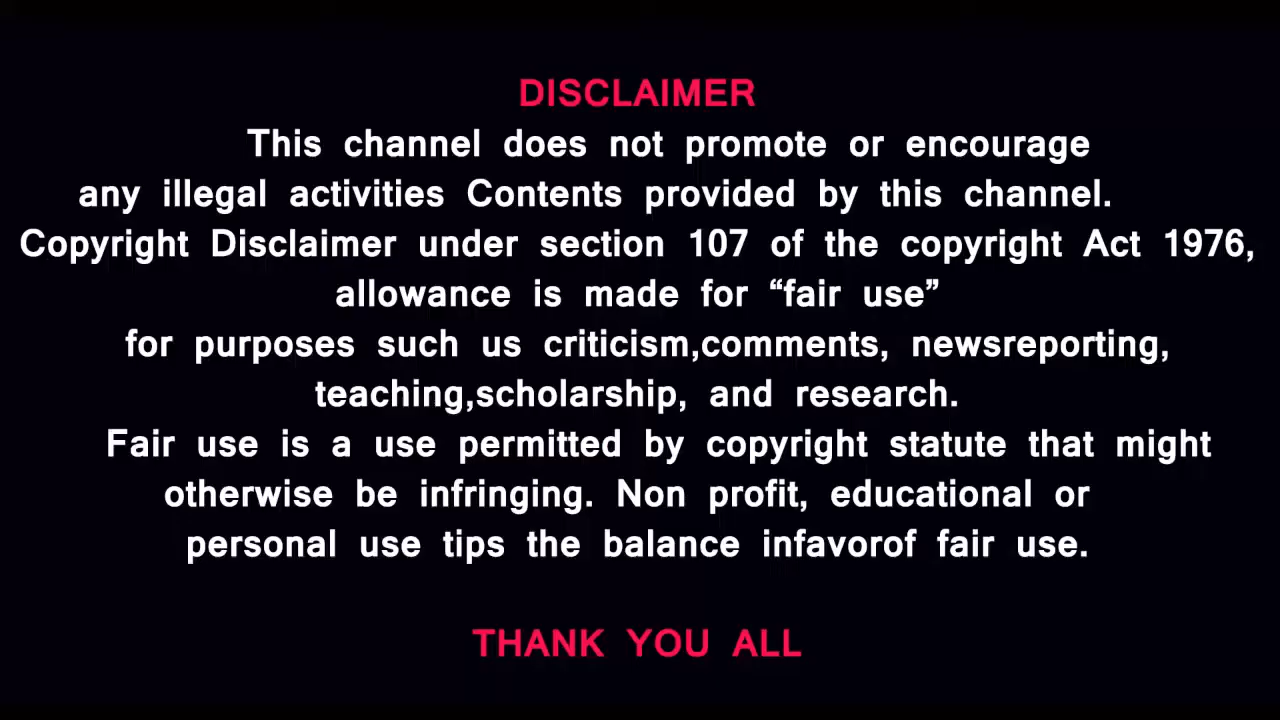 DISCLAIMER
This channel does not promote or encourage
any illegal activities Contents provided by this channel.
Copyright Disclaimer under section 107 of the copyright Act 1976,
allowance is made for “fair use”
for purposes such us criticism,comments, newsreporting,
teaching,scholarship, and research.
Fair use is a use permitted by copyright statute that might
otherwise be infringing. Non profit, educational or
personal use tips the balance infavorof fair use.
THANK YOU ALL